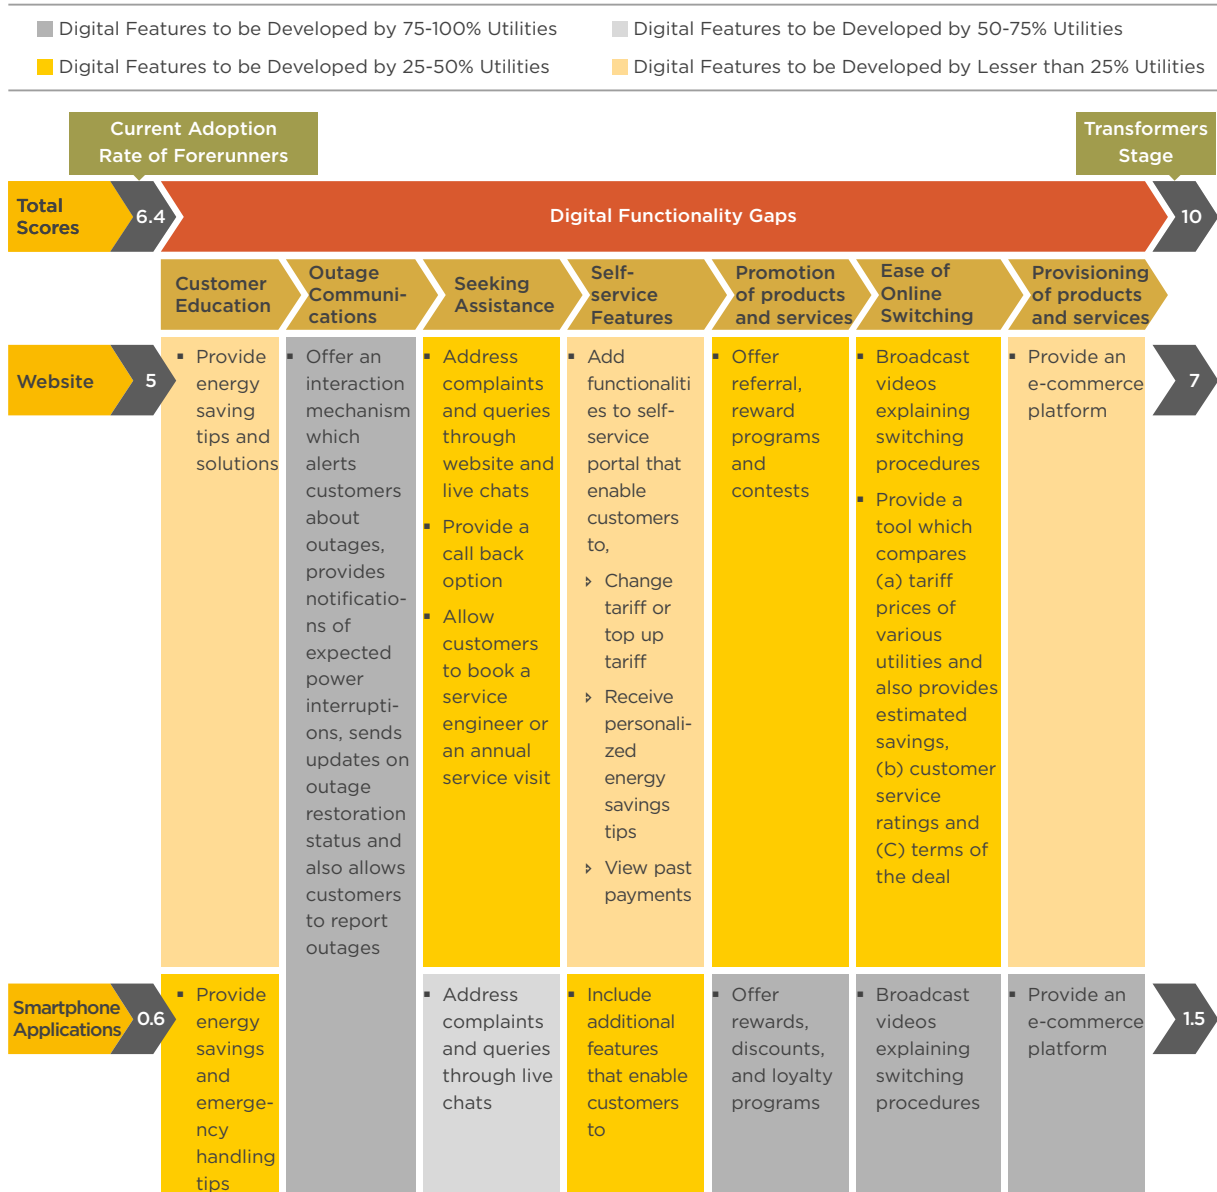 Digital Features to be Developed by 75-100% Utilities
Digital Features to be Developed by 50-75% Utilities
Digital Features to be Developed by 25-50% Utilities
Digital Features to be Developed by Lesser than 25% Utilities
Current Adoption
Rate of Forerunners
Transformers
Stage
Total
Scores
6.4
Digital Functionality Gaps
10
Customer
Education
Outage
Communi-
cations
Seeking
Assistance
Self-
service
Features
Promotion
of products
and services
Ease of
Online
Switching
Provisioning
of products
and services
Website
5
▪ Provide
energy
saving
tips and
solutions
▪ Offer an
interaction
mechanism
which
alerts
customers
about
outages,
provides
notificatio-
ns of
expected
power
interrupti-
ons, sends
updates on
outage
restoration
status and
also allows
customers
to report
outages
▪ Address
complaints
and queries
through
website and
live chats
▪ Provide a
call back
option
▪ Allow
customers
to book a
service
engineer or
an annual
service visit
▪ Add
functionaliti
es to self-
service
portal that
enable
customers
to,
Change
tariff or
top up
tariff
Receive
personali-
zed
energy
savings
tips
View past
payments
▪ Offer
referral,
reward
programs
and
contests
▪ Broadcast
videos
explaining
switching
procedures
▪ Provide a
tool which
compares
(a) tariff
prices of
various
utilities and
also provides
estimated
savings,
(b) customer
service
ratings and
(C) terms of
the deal
▪ Provide an
e-commerce
platform
7
Smartphone
Applications
0.6
▪ Provide
energy
savings
and
emerge-
ncy
handling
tips
▪ Address
complaints
and queries
through live
chats
▪ Include
additional
features
that enable
customers
to
▪ Offer
rewards,
discounts,
and loyalty
programs
▪ Broadcast
videos
explaining
switching
procedures
▪ Provide an
e-commerce
platform
1.5